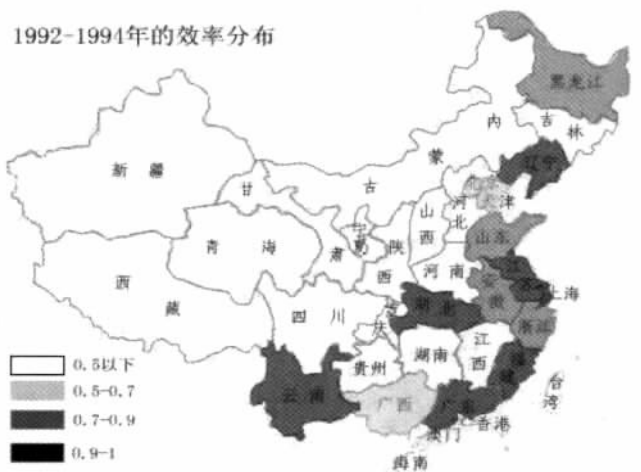 1992-1994年的效率分布
黑龙江
内
吉
林
蒙
辽宁
新疆
古
北京
天津
甘
河
北
山
西
宁
夏
陕
西
山东
青海
肃
河南
江
苏
西
藏
安
徽
上海
四川
湖北
重
庆
浙江
0.5以下
江
西
湖南
贵州
福
建
0.5-0.7
云南
台
湾
广西
广东
0.7-0.9
香港
澳门
0.9-1
海南